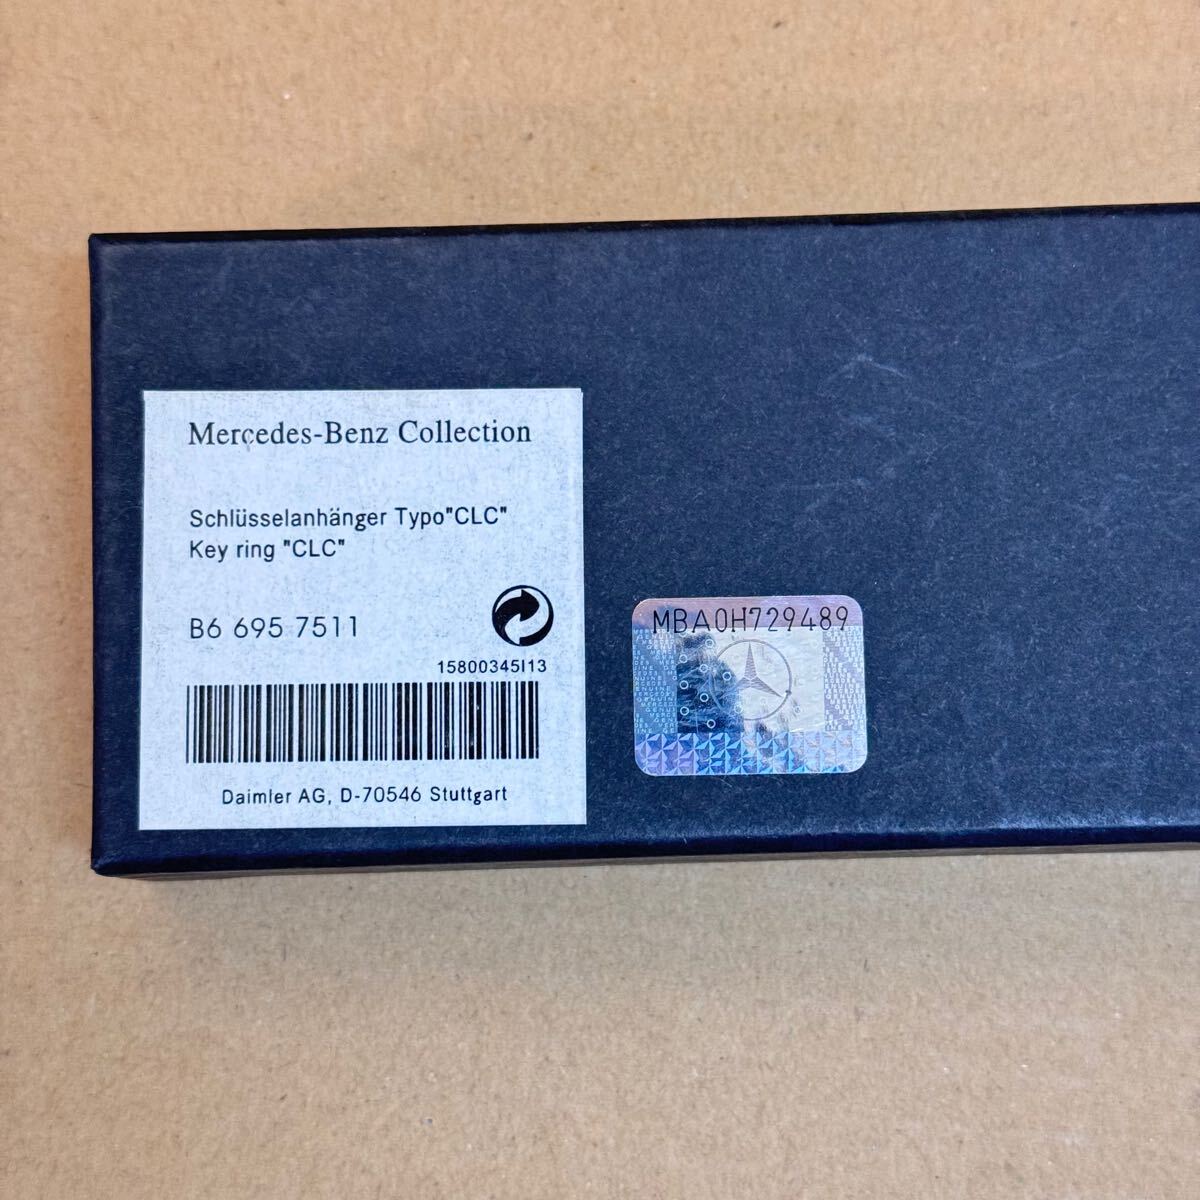 Mercedes-Benz Collection
Schlüsselanhänger Typo"CLC"
Key ring "CLC"
B6 695 7511
15800345I13
Daimler AG, D-70546 Stuttgart
MBA0H729489